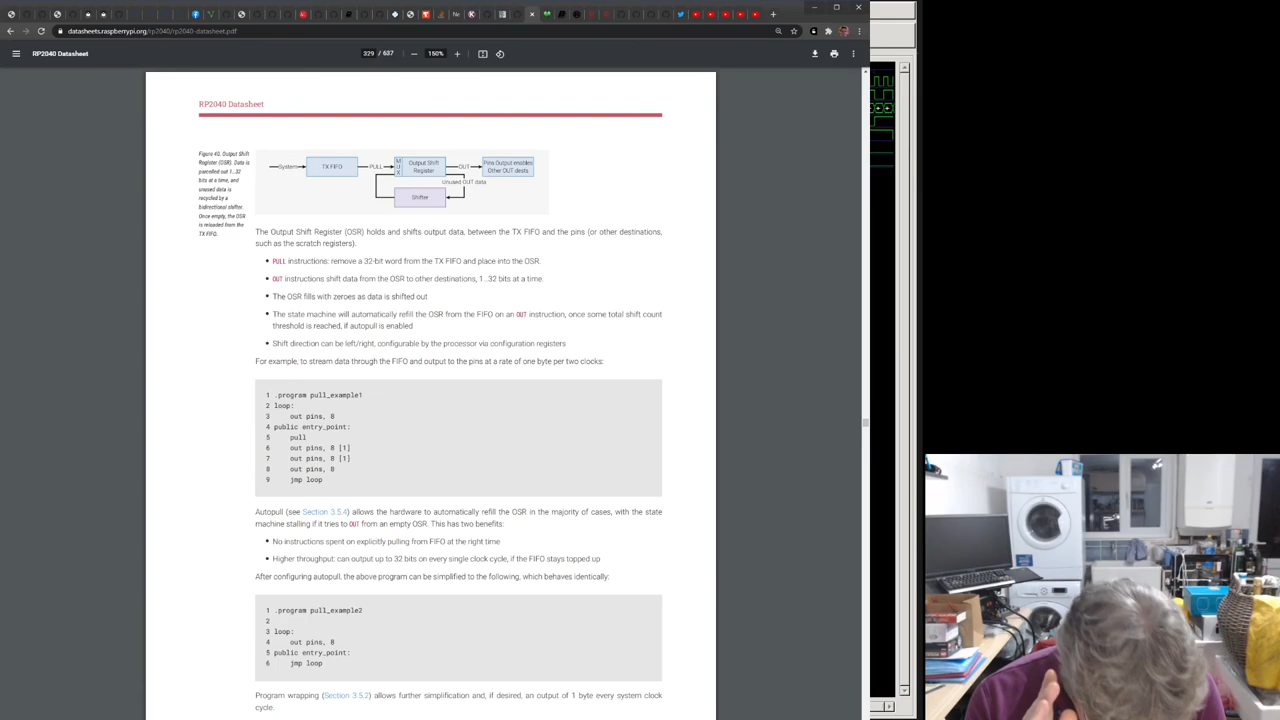 datasheets.raspberrypi.org/rp2040/rp2040-datasheet.pdf
RP2040 Datasheet
329 / 637
150%
RP2040 Datasheet
Figure 40. Output Shift
Register (OSR). Data is
parcelled out 1...32
bits at a time, and
unused data is
recycled by a
bidirectional shifter.
Once empty, the OSR
is reloaded from the
TX FIFO.
System
TX FIFO
PULL
M
X
Output Shift
Register
OUT
Pins Output enables
Other OUT dests.
Unused OUT data
Shifter
The Output Shift Register (OSR) holds and shifts output data, between the TX FIFO and the pins (or other destinations,
such as the scratch registers).
• PULL instructions: remove a 32-bit word from the TX FIFO and place into the OSR.
• OUT instructions shift data from the OSR to other destinations, 1...32 bits at a time.
• The OSR fills with zeroes as data is shifted out
• The state machine will automatically refill the OSR from the FIFO on an OUT instruction, once some total shift count
threshold is reached, if autopull is enabled
• Shift direction can be left/right, configurable by the processor via configuration registers
For example, to stream data through the FIFO and output to the pins at a rate of one byte per two clocks:
1 .program pull_example1
2 loop:
3 out pins, 8
4 public entry_point:
5 pull
6 out pins, 8 [1]
7 out pins, 8 [1]
8 out pins, 8
9 jmp loop
Autopull (see Section 3.5.4) allows the hardware to automatically refill the OSR in the majority of cases, with the state
machine stalling if it tries to OUT from an empty OSR. This has two benefits:
• No instructions spent on explicitly pulling from FIFO at the right time
• Higher throughput: can output up to 32 bits on every single clock cycle, if the FIFO stays topped up
After configuring autopull, the above program can be simplified to the following, which behaves identically:
1 .program pull_example2
2
3 loop:
4 out pins, 8
5 public entry_point:
6 jmp loop
Program wrapping (Section 3.5.2) allows further simplification and, if desired, an output of 1 byte every system clock
cycle.